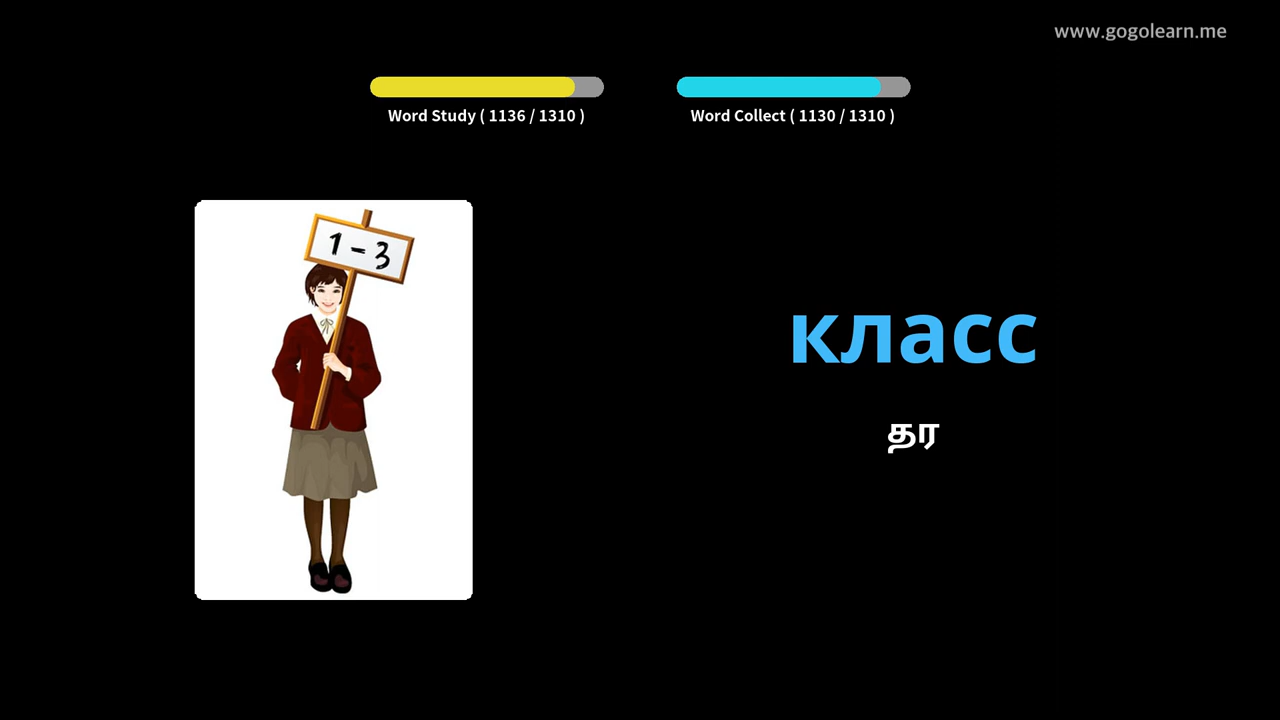 www.gogolearn.me
Word Study ( 1136 / 1310 )
Word Collect ( 1130 / 1310 )
1 - 3
класс
தர